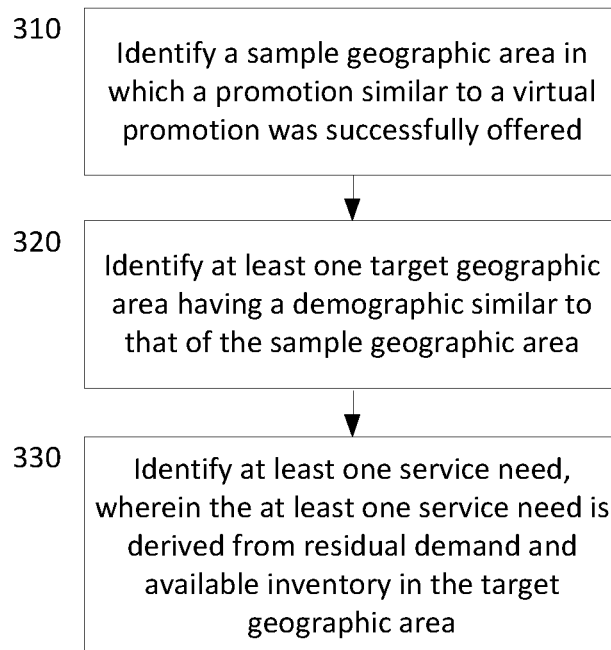 310
Identify a sample geographic area in
which a promotion similar to a virtual
promotion was successfully offered
320
Identify at least one target geographic
area having a demographic similar to
that of the sample geographic area
330
Identify at least one service need,
wherein the at least one service need is
derived from residual demand and
available inventory in the target
geographic area